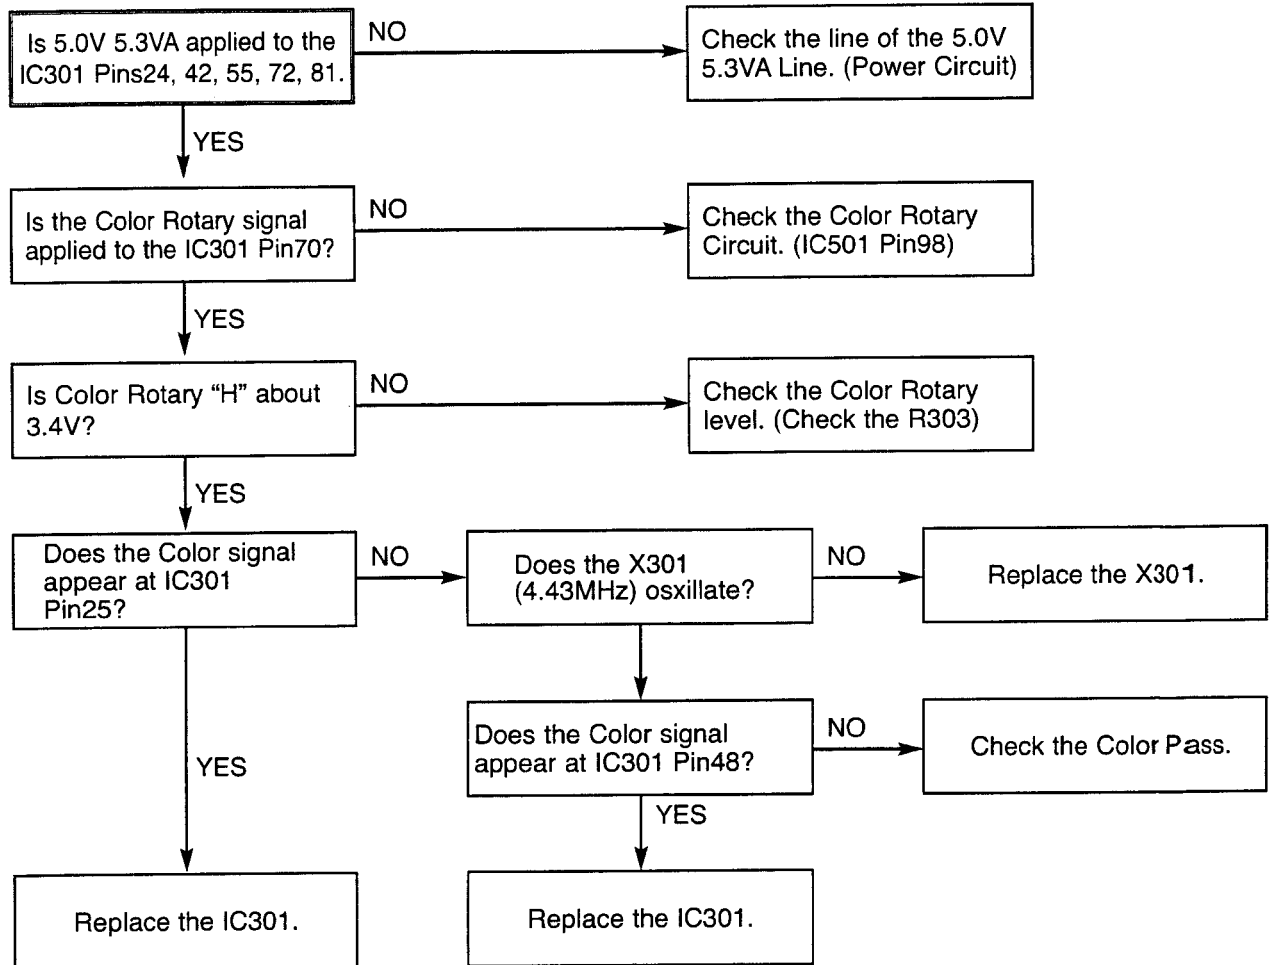 Is 5.0V 5.3VA applied to the
IC301 Pins24, 42, 55, 72, 81.
NO
Check the line of the 5.0V
5.3VA Line. (Power Circuit)
YES
Is the Color Rotary signal
applied to the IC301 Pin70?
NO
Check the Color Rotary
Circuit. (IC501 Pin98)
YES
Is Color Rotary “H” about
3.4V?
NO
Check the Color Rotary
level. (Check the R303)
YES
Does the Color signal
appear at IC301
Pin25?
NO
Does the X301
(4.43MHz) osxillate?
NO
Replace the X301.
Does the Color signal
appear at IC301 Pin48?
NO
Check the Color Pass.
YES
YES
Replace the IC301.
Replace the IC301.